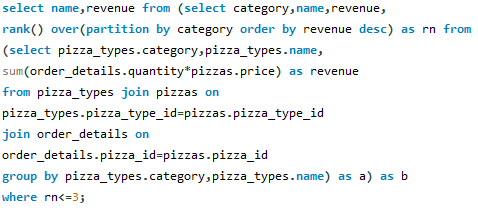 select name,revenue from (select category,name,revenue,
rank() over(partition by category order by revenue desc) as rn from
(select pizza_types.category,pizza_types.name,
sum(order_details.quantity*pizzas.price) as revenue
from pizza_types join pizzas on
pizza_types.pizza_type_id=pizzas.pizza_type_id
join order_details on
order_details.pizza_id=pizzas.pizza_id
group by pizza_types.category,pizza_types.name) as a) as b
where rn<=3;